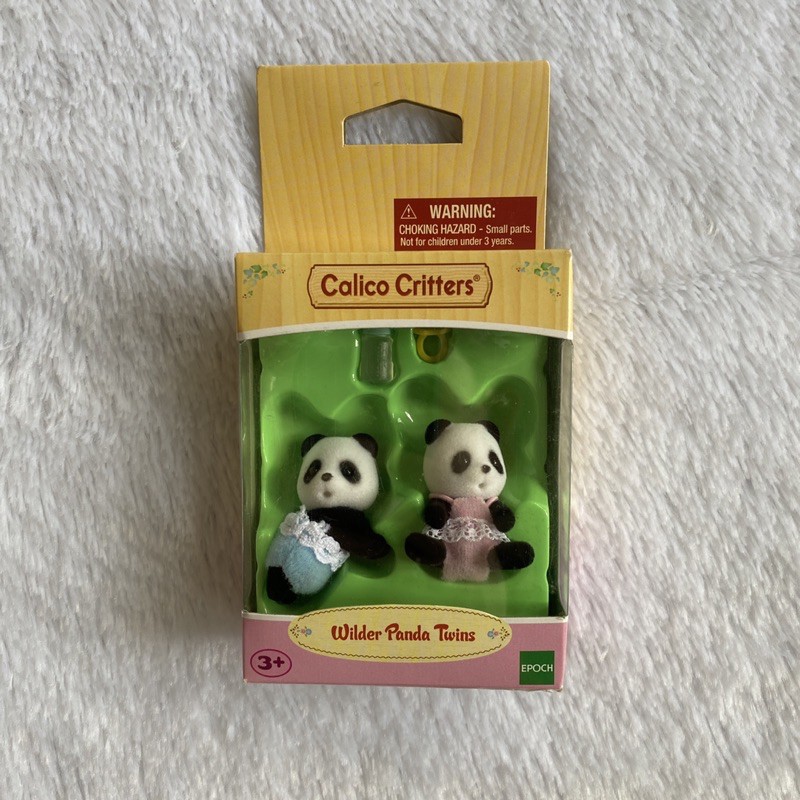 WARNING:
CHOKING HAZARD - Small parts.
Not for children under 3 years.
Calico Critters®
Wilder Panda Twins
3+
EPOCH